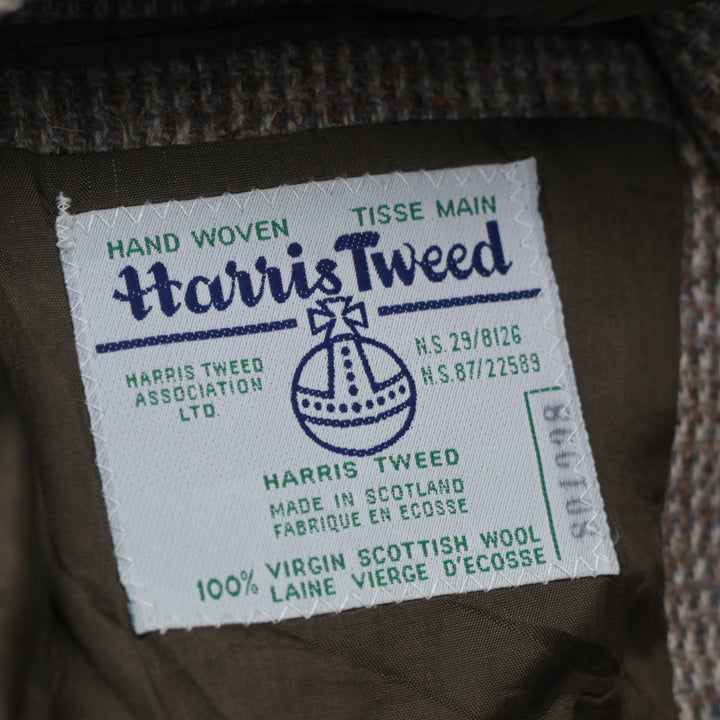 HAND WOVEN TISSE MAIN
Harris Tweed
HARRIS TWEED
ASSOCIATION
LTD.
N.S. 29/8126
N.S. 87/22589
HARRIS TWEED
MADE IN SCOTLAND
FABRIQUE EN ECOSSE
100% VIRGIN SCOTTISH WOOL
LAINE VIERGE D'ECOSSE